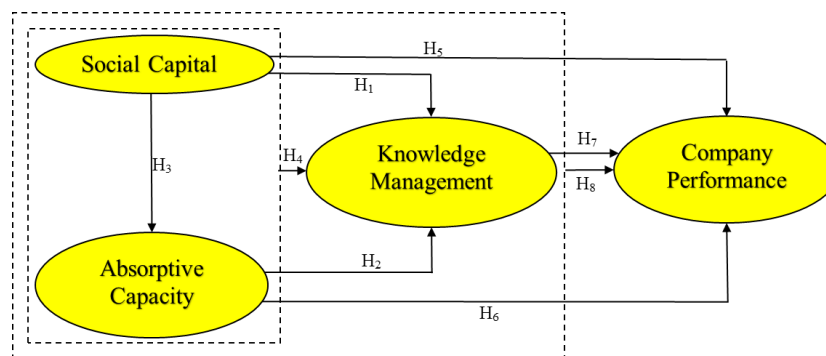 H₅
Social Capital
H₁
H₃
H₄
Knowledge
Management
H₇
H₈
Company
Performance
H₂
Absorptive
Capacity
H₆